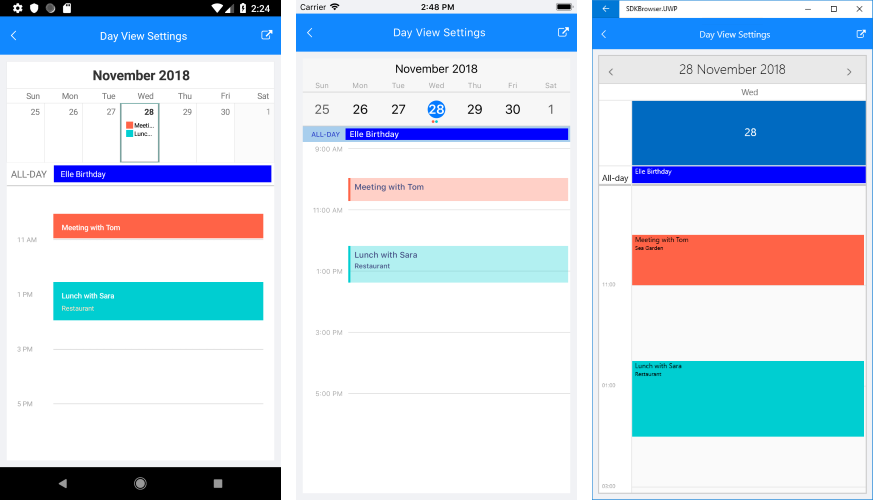 2:24
Day View Settings
November 2018
Sun Mon Tue Wed Thu Fri Sat
25 26 27 28 29 30 1
Meeti...
Lunc...
ALL-DAY Elle Birthday
Meeting with Tom
11 AM
Lunch with Sara
1 PM
Restaurant
3 PM
5 PM
Carrier 2:48 PM
Day View Settings
November 2018
Sun Mon Tue Wed Thu Fri Sat
25 26 27 28 29 30 1
ALL-DAY Elle Birthday
9:00 AM
Meeting with Tom
11:00 AM
Lunch with Sara
Restaurant
1:00 PM
3:00 PM
5:00 PM
SDKBrowser.UWP
Day View Settings
28 November 2018
Wed
28
All-day Elle Birthday
Meeting with Tom
Sea Garden
11:00
Lunch with Sara
Restaurant
01:00
03:00